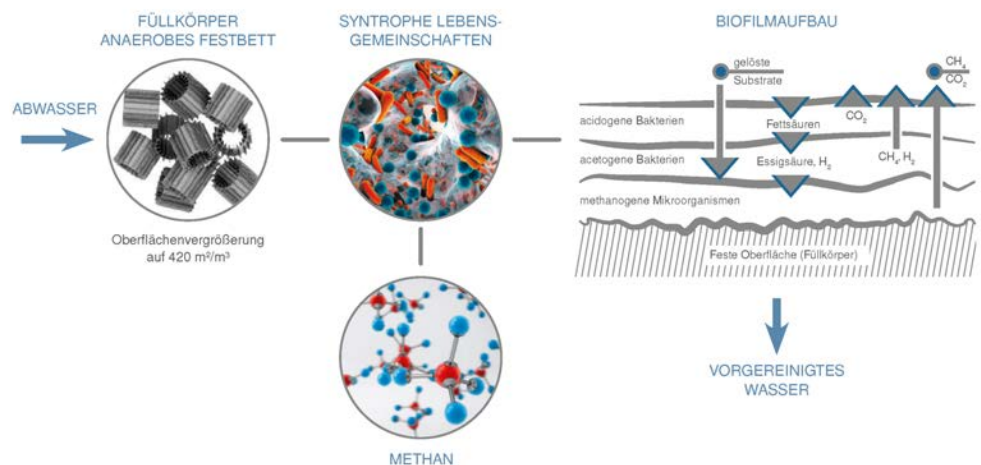 FÜLLKÖRPER
ANAEROBES FESTBETT
SYNTROPHE LEBENS-
GEMEINSCHAFTEN
BIOFILMAUFBAU
ABWASSER
Oberflächenvergrößerung
auf 420 m²/m³
gelöste
Substrate
CH₄
CO₂
acidogene Bakterien
Fettsäuren
CO₂
acetogene Bakterien
Essigsäure, H₂
CH₄, H₂
methanogene Mikroorganismen
Feste Oberfläche (Füllkörper)
METHAN
VORGEREINIGTES
WASSER